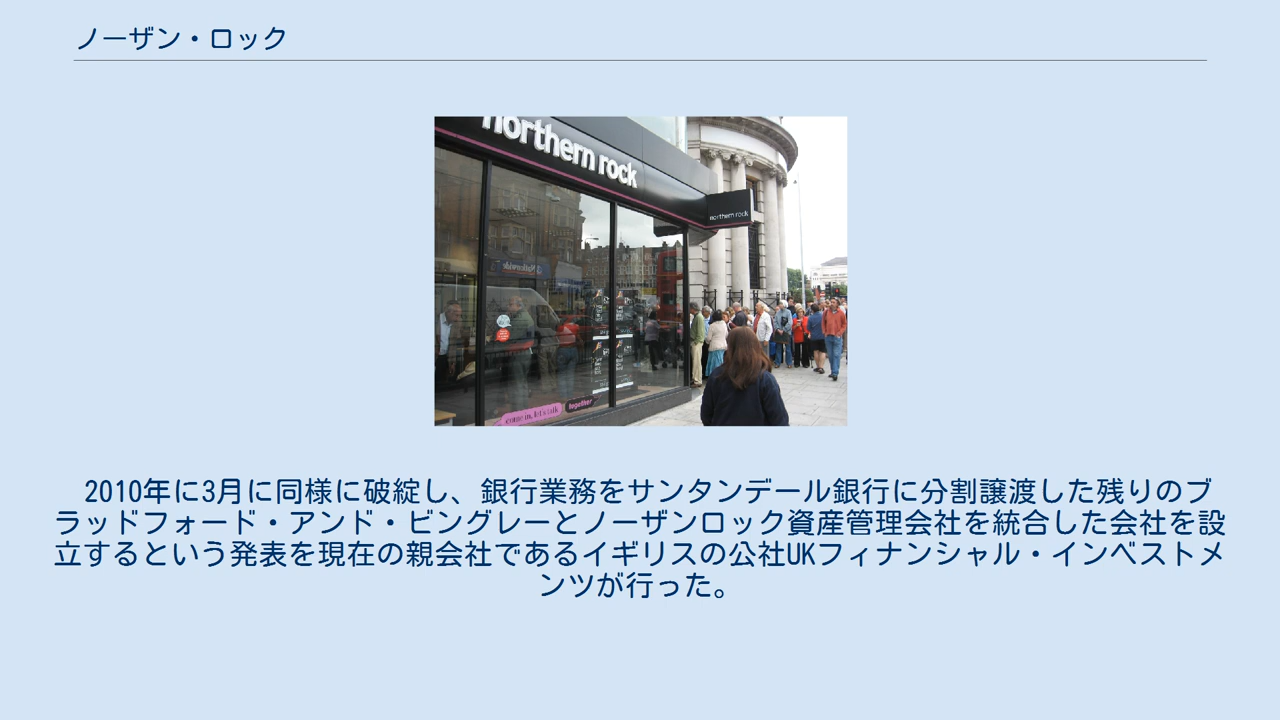 ノーザン・ロック
northern rock
northern rock
Nationwide
come in, let's talk
together
2010年に3月に同様に破綻し、銀行業務をサンタンデール銀行に分割譲渡した残りのブ
ラッドフォード・アンド・ビングレーとノーザンロック資産管理会社を統合した会社を設
立するという発表を現在の親会社であるイギリスの公社UKフィナンシャル・インベストメ
ンツが行った。